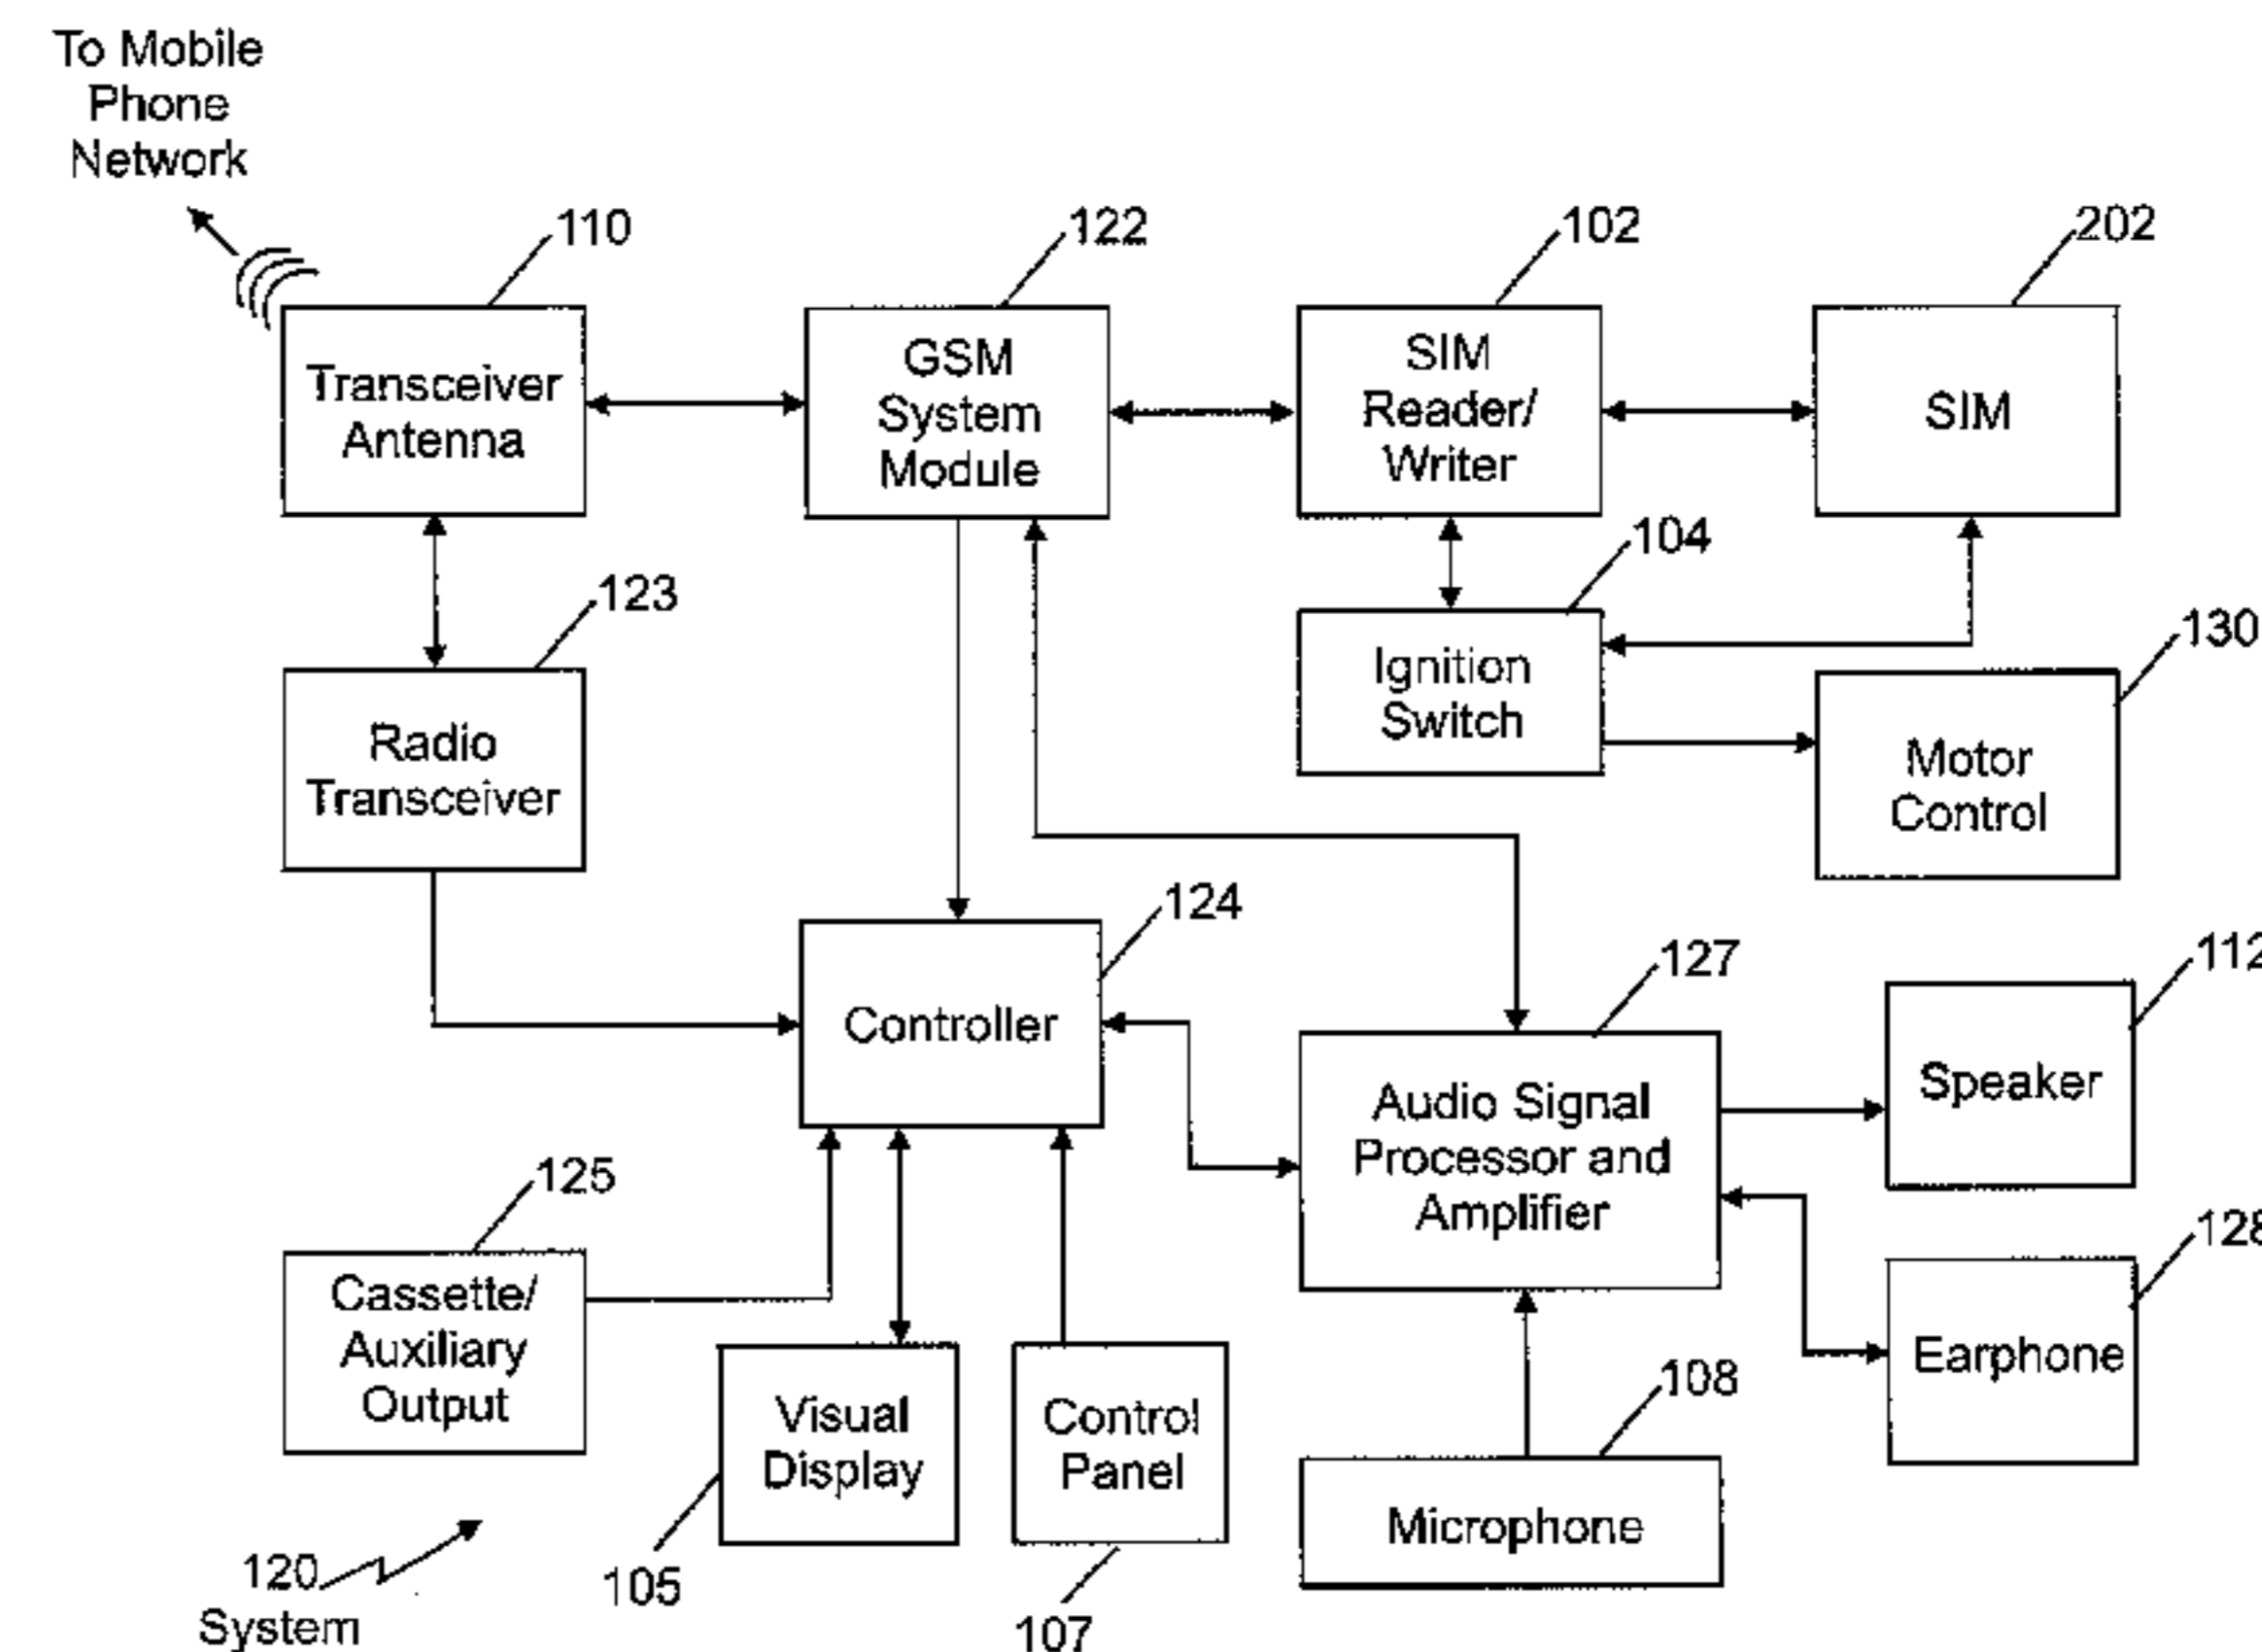 To Mobile
Phone
Network
110
122
102
202
Transceiver
Antenna
GSM
System
Module
SIM
Reader/
Writer
SIM
104
123
130
Ignition
Switch
Radio
Transceiver
Motor
Control
124
127
112
Controller
Speaker
Audio Signal
Processor and
Amplifier
125
128
Cassette/
Auxiliary
Output
Earphone
108
Visual
Display
Control
Panel
Microphone
120
System
105
107